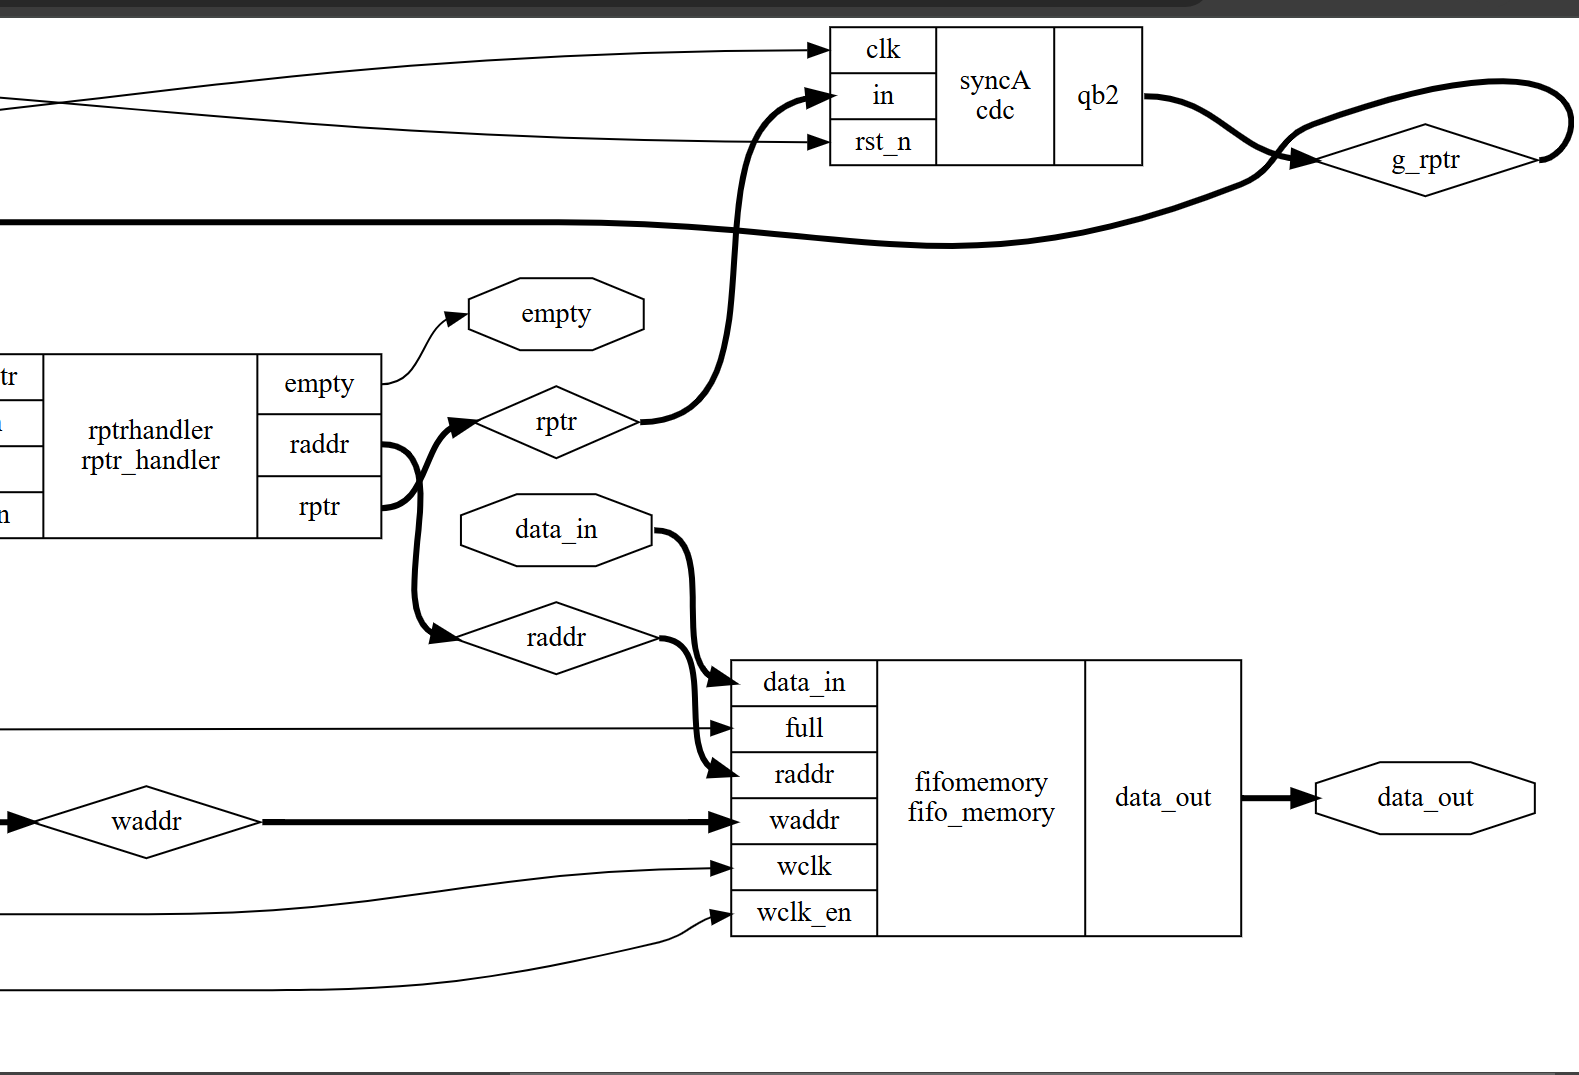 clk
in
rst_n
syncA
cdc
qb2
g_rptr
empty
tr
n
rptrhandler
rptr_handler
empty
raddr
rptr
rptr
data_in
raddr
waddr
data_in
full
raddr
waddr
wclk
wclk_en
fifomemory
fifo_memory
data_out
data_out